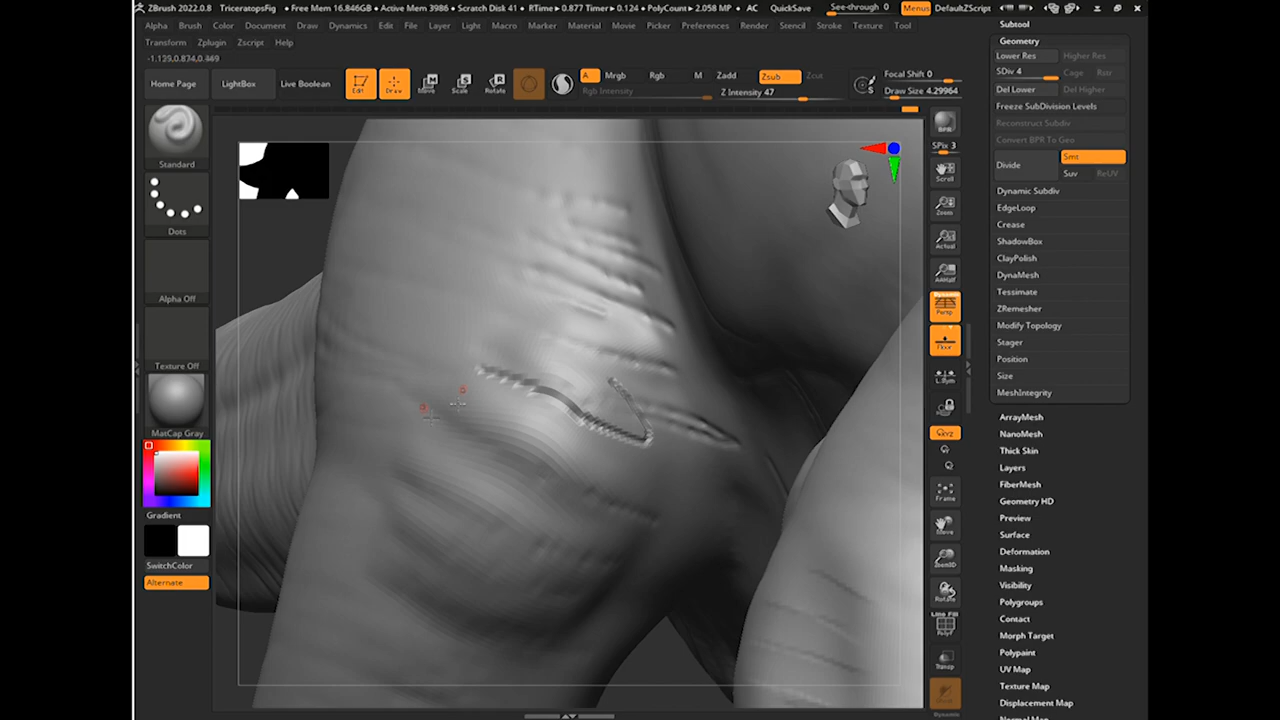 ZBrush 2022.0.8 TriceratopsFig • Free Mem 16.846GB • Active Mem 3986 • Scratch Disk 41 • RTime▸0.877 Timer▸0.124 • PolyCount▸2.058 MP • AC QuickSave See-through 0 Menus DefaultZScript
Alpha Brush Color Document Draw Dynamics Edit File Layer Light Macro Marker Material Movie Picker Preferences Render Stencil Stroke Texture Tool
Transform Zplugin Zscript Help
-1.129,0.874,0.469
Home Page LightBox Live Boolean Edit Draw Move Scale Rotate A Mrgb Rgb M Zadd Zsub Zcut Focal Shift 0
Rgb Intensity Z Intensity 47 Draw Size 4.29964
Standard
Dots
Alpha Off
Texture Off
MatCap Gray
Gradient
SwitchColor
Alternate
BPR
SPix 3
Scroll
Zoom
Actual
AAHalf
Persp
Floor
L.Sym
XYZ
Frame
Move
Zoom3D
Rotate
Line Fill
PolyF
Transp
Dynamic
Subtool
Geometry
Lower Res Higher Res
SDiv 4 Cage Rstr
Del Lower Del Higher
Freeze SubDivision Levels
Reconstruct Subdiv
Convert BPR To Geo
Divide Smt
Suv ReUV
Dynamic Subdiv
EdgeLoop
Crease
ShadowBox
ClayPolish
DynaMesh
Tessimate
ZRemesher
Modify Topology
Stager
Position
Size
MeshIntegrity
ArrayMesh
NanoMesh
Thick Skin
Layers
FiberMesh
Geometry HD
Preview
Surface
Deformation
Masking
Visibility
Polygroups
Contact
Morph Target
Polypaint
UV Map
Texture Map
Displacement Map
Normal Map